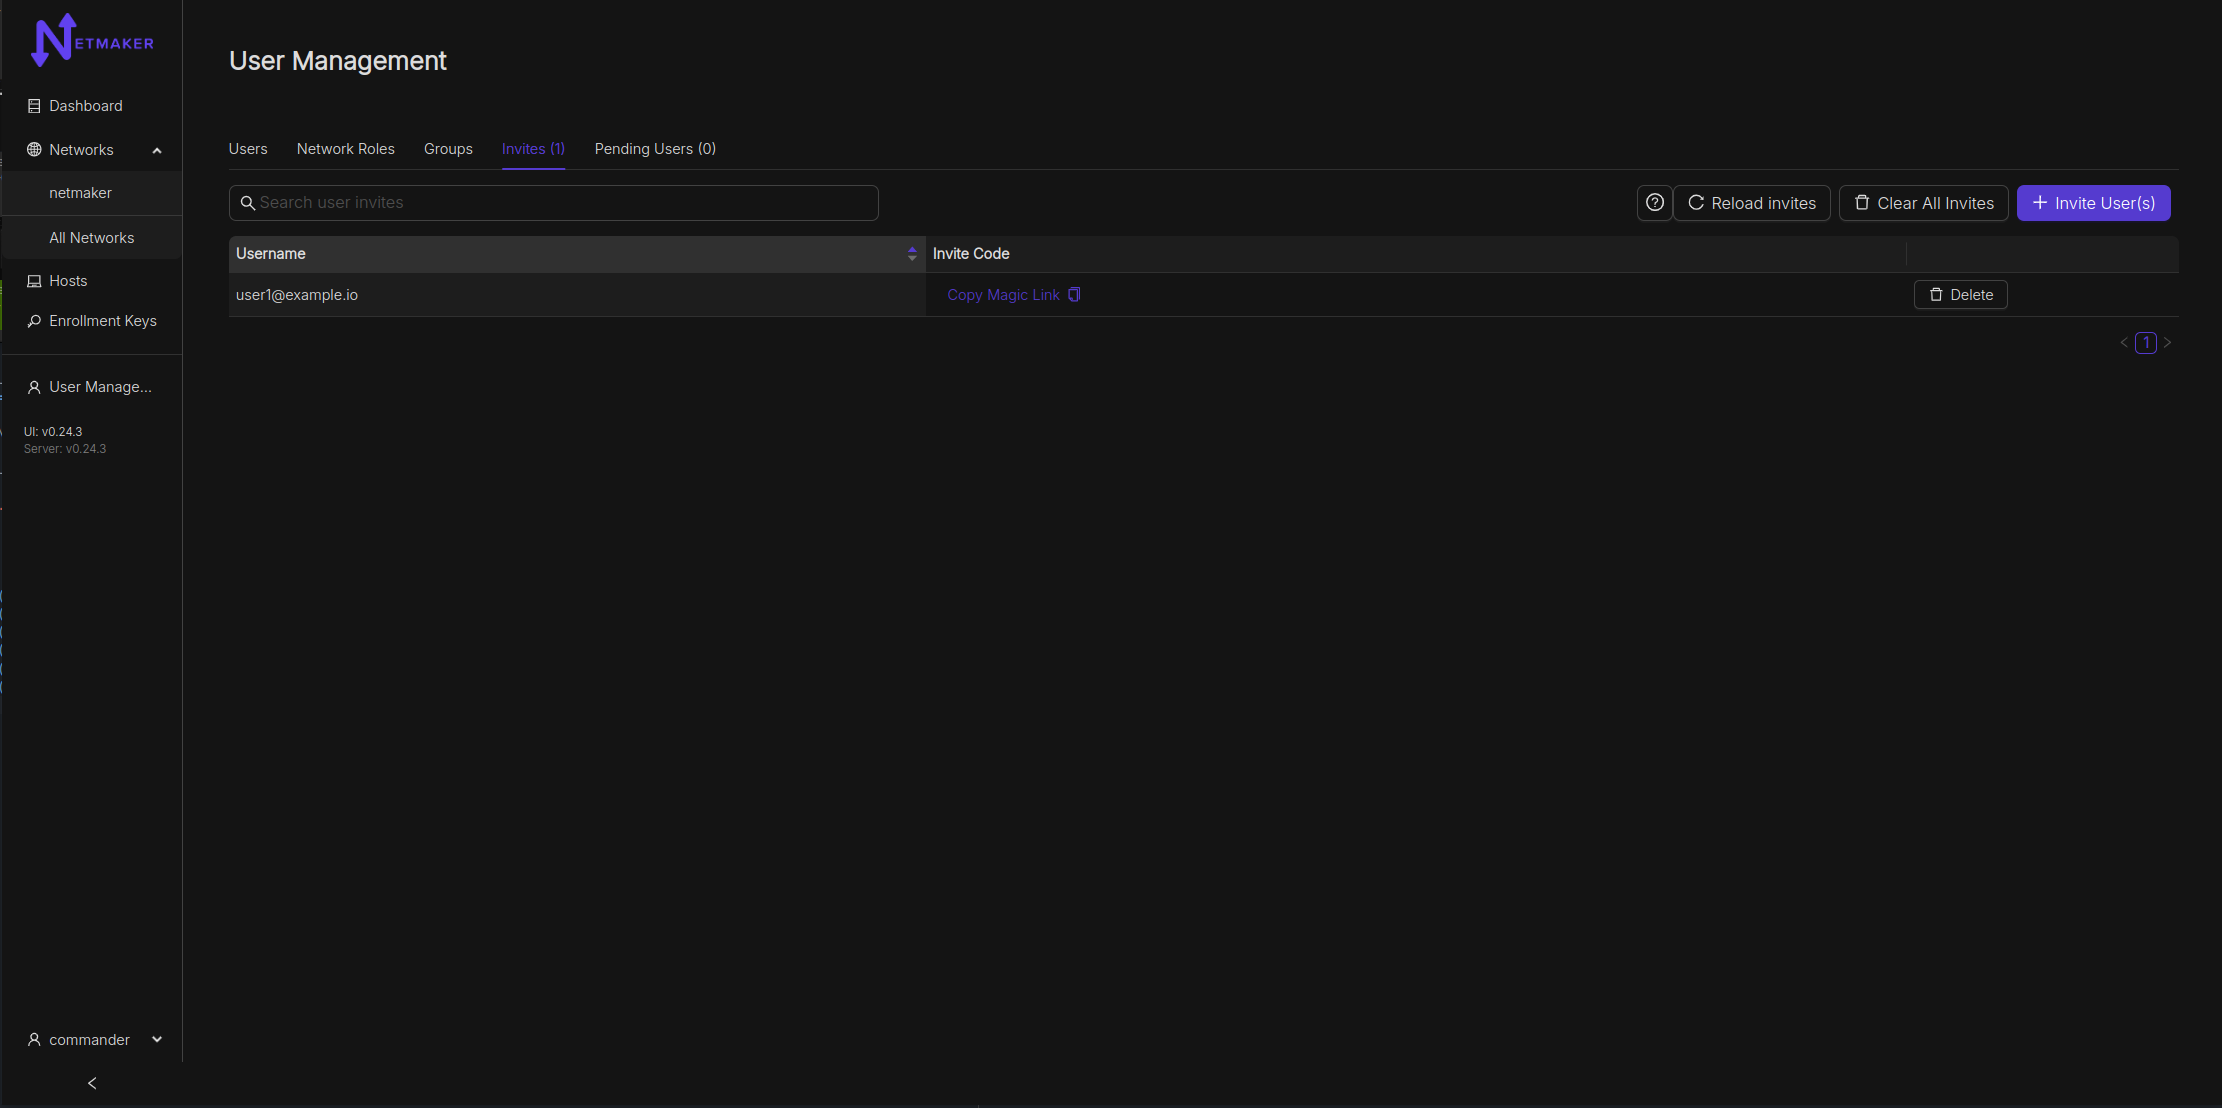 NETMAKER
Dashboard
Networks
netmaker
All Networks
Hosts
Enrollment Keys
User Manage...
UI: v0.24.3
Server: v0.24.3
commander
User Management
Users Network Roles Groups Invites (1) Pending Users (0)
Search user invites Reload invites Clear All Invites Invite User(s)
Username Invite Code
user1@example.io Copy Magic Link Delete
1